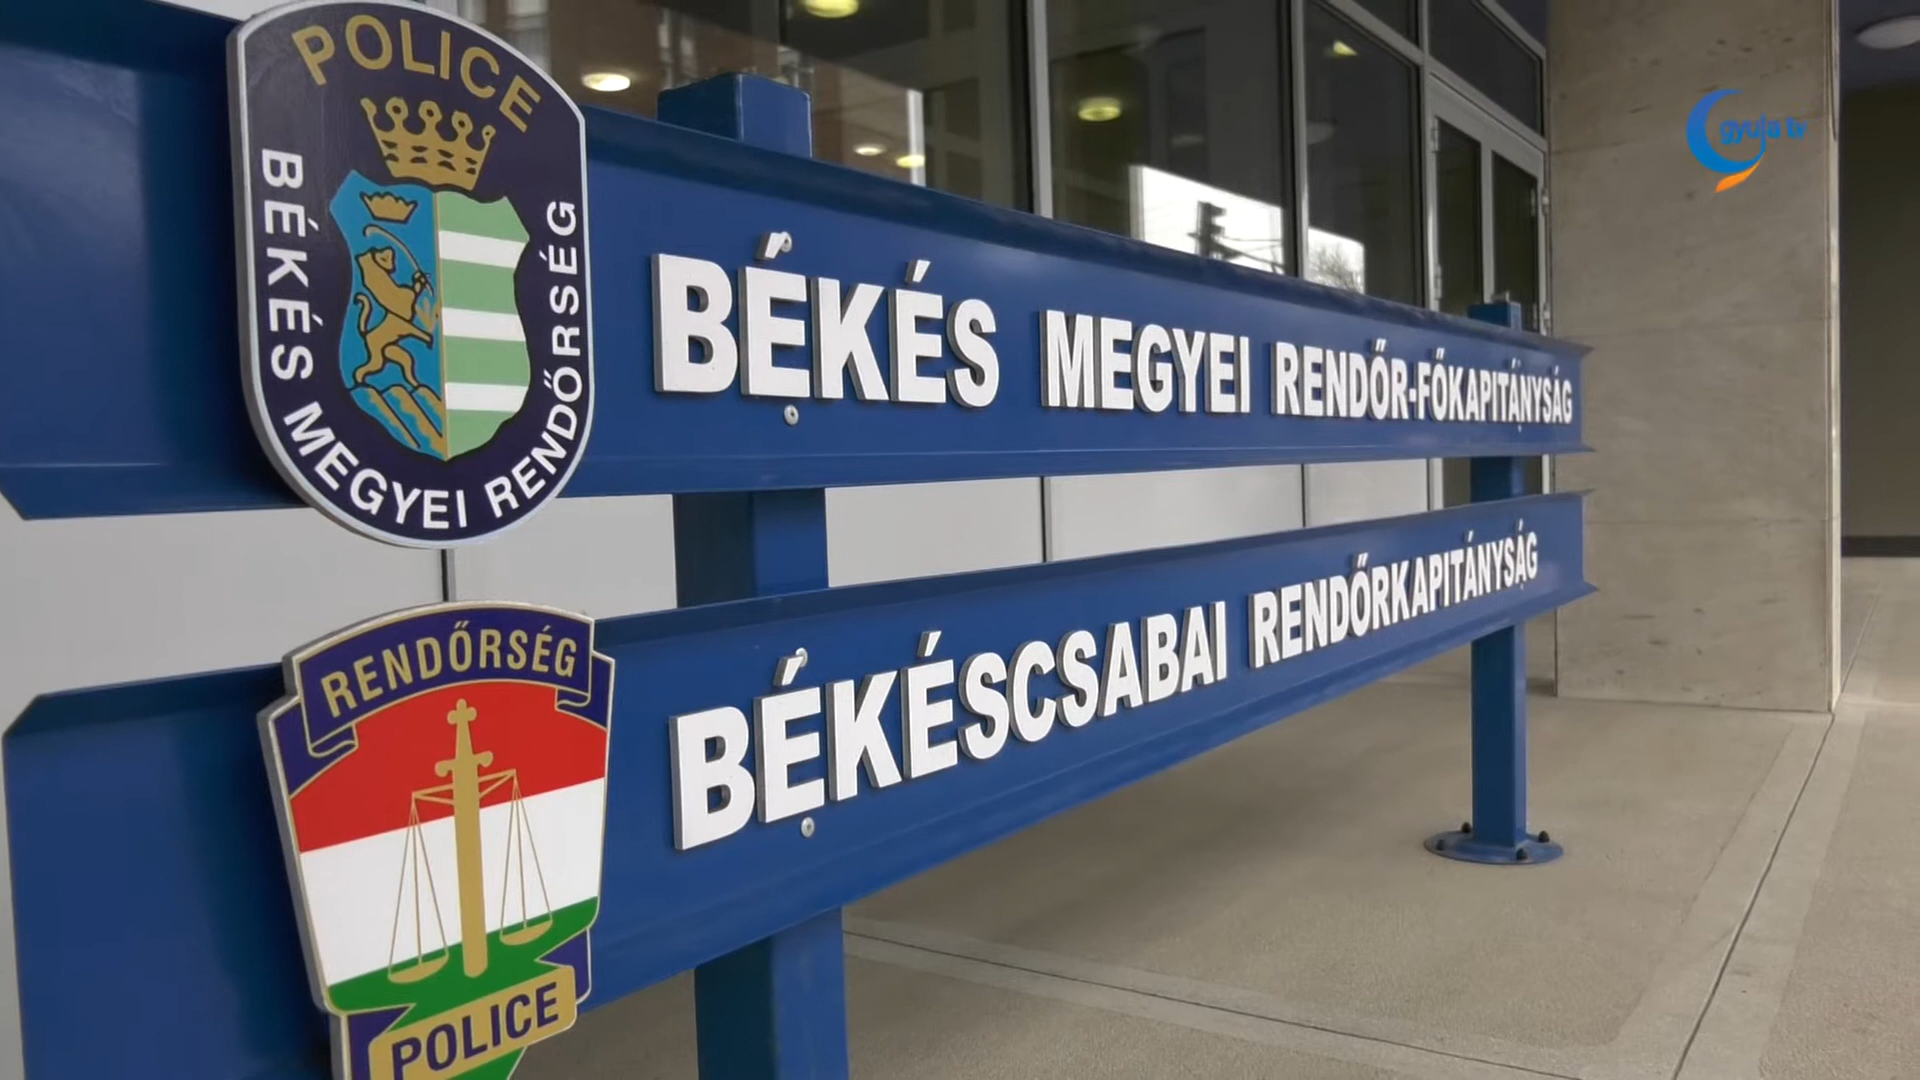 POLICE
BÉKÉS MEGYEI RENDŐRSÉG
BÉKÉS MEGYEI RENDŐR-FŐKAPITÁNYSÁG
gyula tv
RENDŐRSÉG
POLICE
BÉKÉSCSABAI RENDŐRKAPITÁNYSÁG